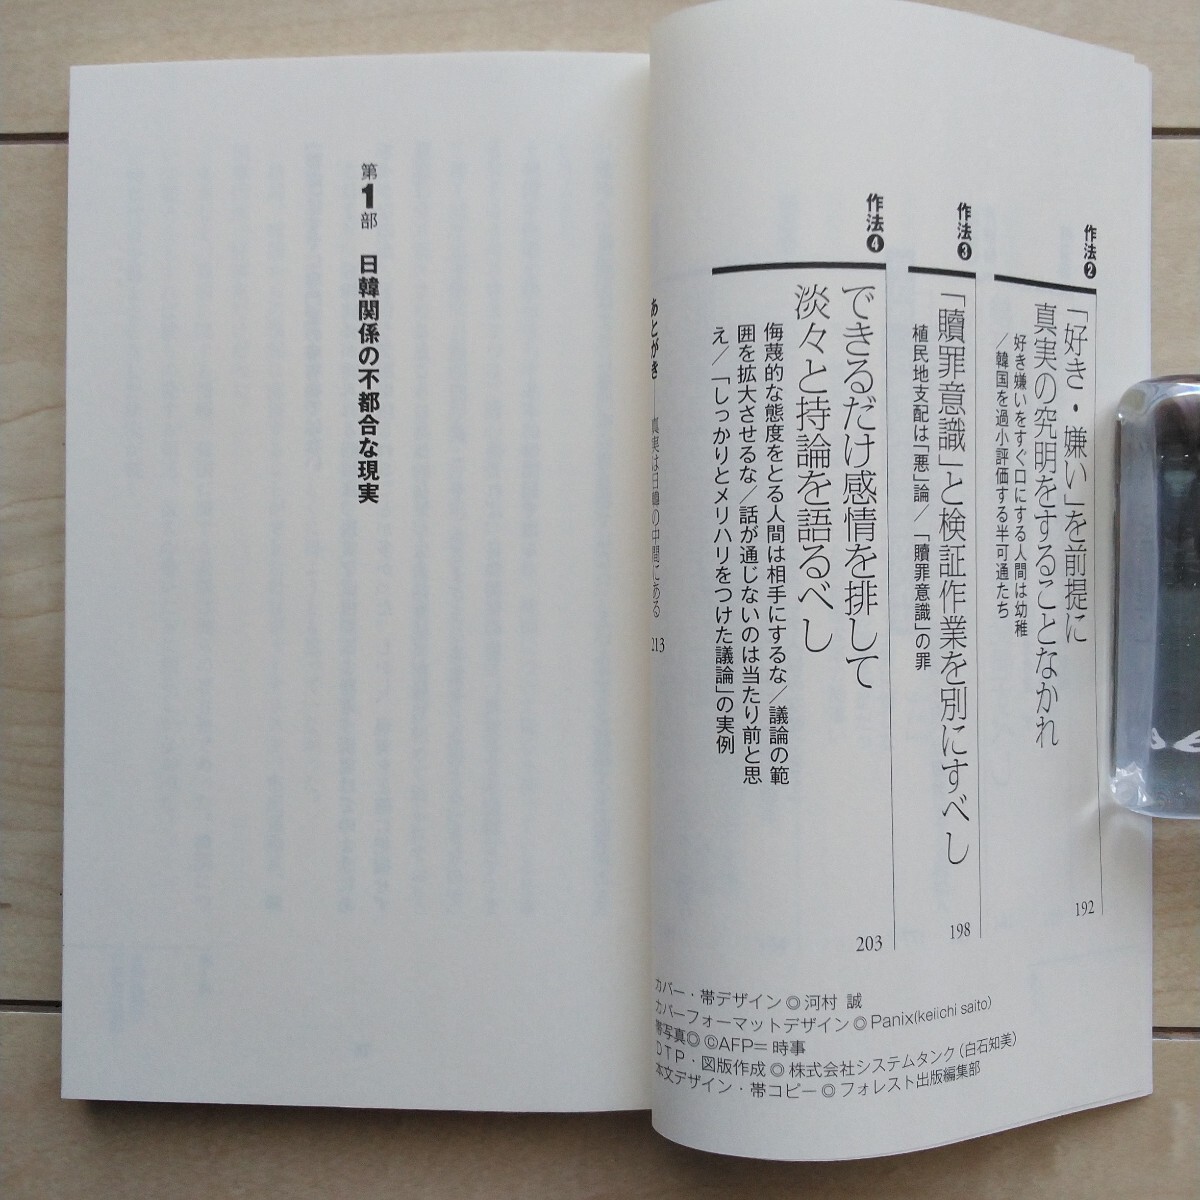 作法❷
「好き・嫌い」を前提に
真実の究明をすることなかれ
好き嫌いをすぐ口にする人間は幼稚
／韓国を過小評価する半可通たち
192
作法❸
「贖罪意識」と検証作業を別にすべし
植民地支配は「悪」論／「贖罪意識」の罪
198
作法❹
できるだけ感情を排して
淡々と持論を語るべし
侮蔑的な態度をとる人間は相手にするな／議論の範
囲を拡大させるな／話が通じないのは当たり前と思
え／「しっかりとメリハリをつけた議論」の実例
203
あとがき 真実は日韓の中間にある 213
カバー・帯デザイン◎河村 誠
カバーフォーマットデザイン◎Panix(keiichi saito)
帯写真◎©AFP＝時事
DTP・図版作成◎株式会社システムタンク（白石知美）
本文デザイン・帯コピー◎フォレスト出版編集部
第1部 日韓関係の不都合な現実